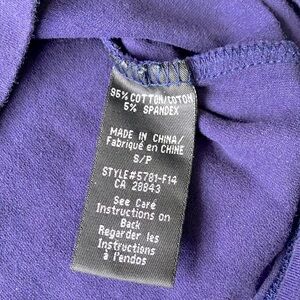 95% COTTON/COTON
5% SPANDEX
MADE IN CHINA/
Fabriqué en CHINE
S/P
STYLE#5781-F14
CA 28843
See Care
Instructions on
Back
Regarder les
Instructions
à l'endos